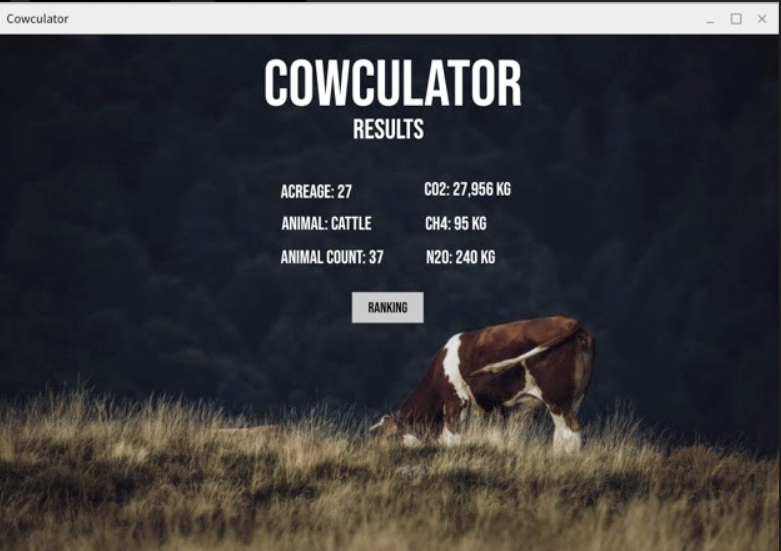 Cowculator
COWCULATOR
RESULTS
ACREAGE: 27
ANIMAL: CATTLE
ANIMAL COUNT: 37
CO2: 27,956 KG
CH4: 95 KG
N2O: 240 KG
RANKING